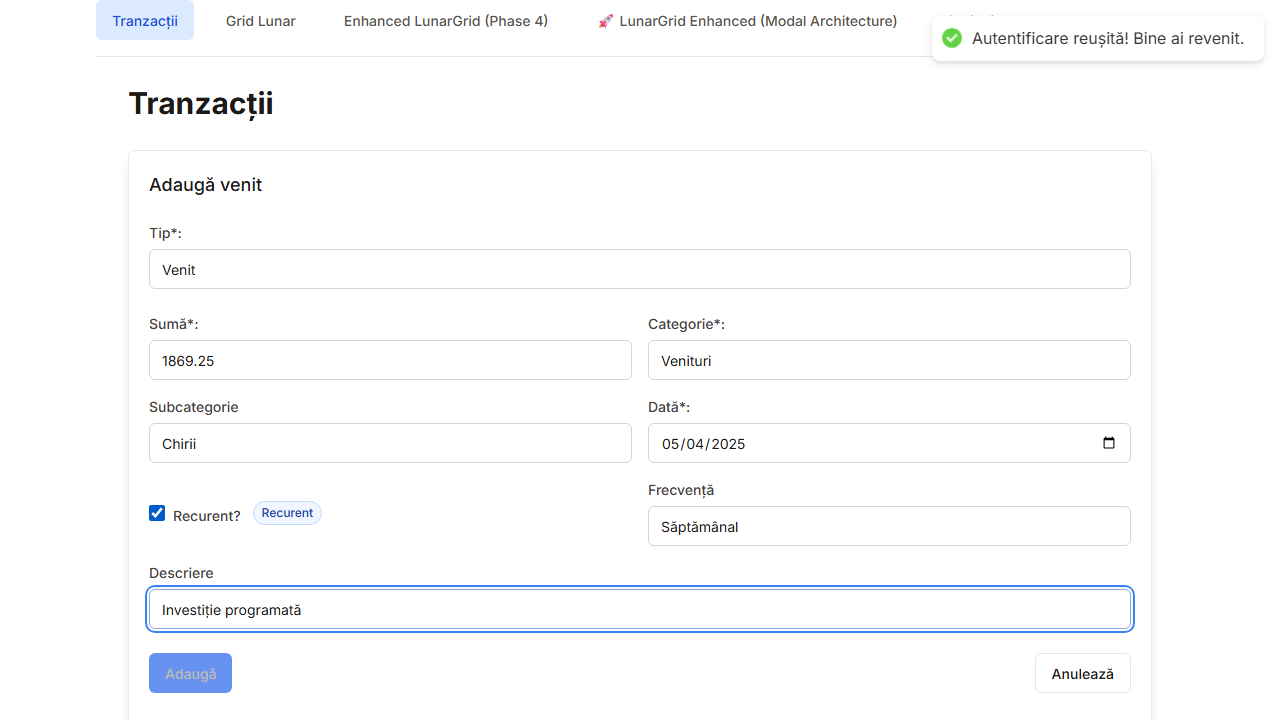 Tranzacții
Grid Lunar
Enhanced LunarGrid (Phase 4)
🚀 LunarGrid Enhanced (Modal Architecture)
Autentificare reușită! Bine ai revenit.
Tranzacții
Adaugă venit
Tip*:
Venit
Sumă*:
Categorie*:
1869.25
Venituri
Subcategorie
Dată*:
Chirii
05/04/2025
Recurent?
Recurent
Frecvență
Săptămânal
Descriere
Investiție programată
Adaugă
Anulează